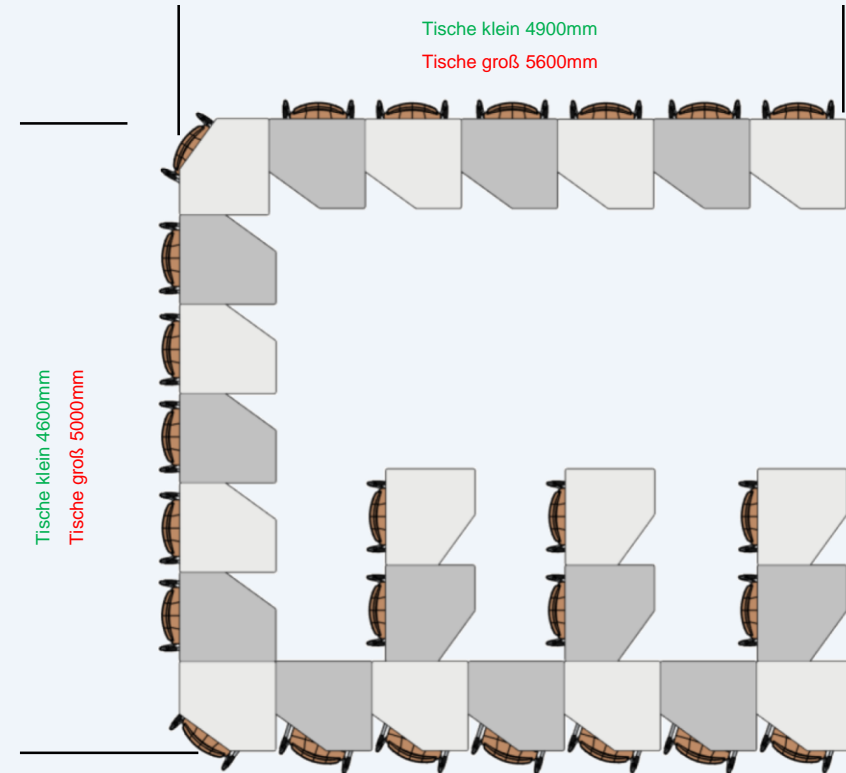 Tische klein 4900mm
Tische groß 5600mm
Tische klein 4600mm
Tische groß 5000mm